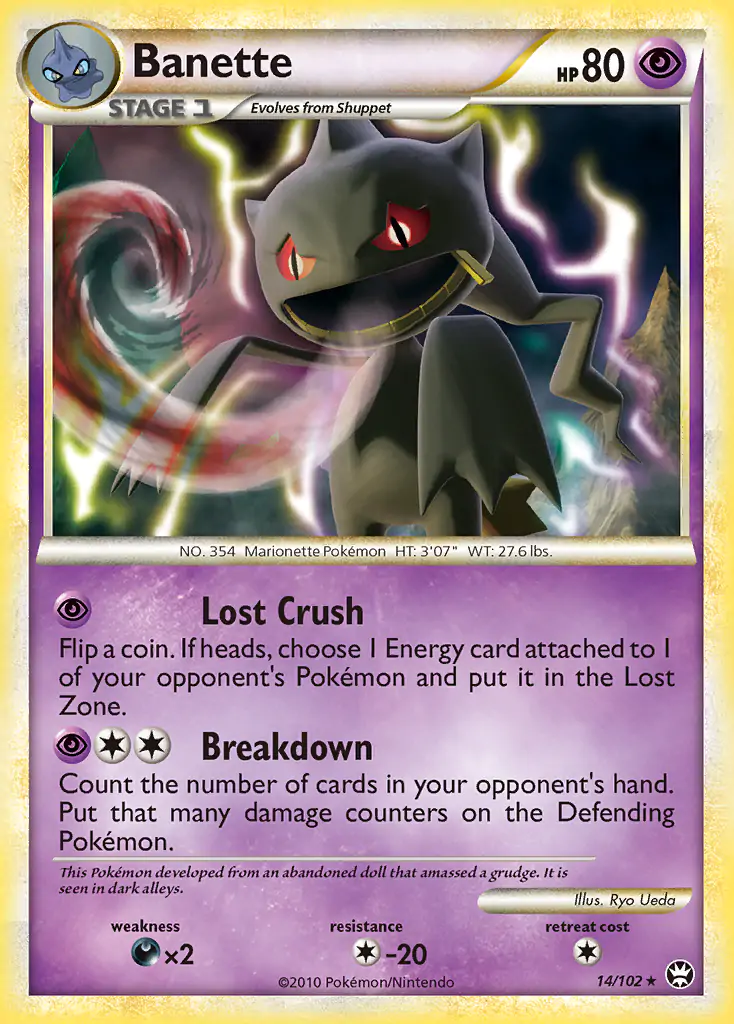 Banette HP 80
STAGE 1 Evolves from Shuppet
NO. 354 Marionette Pokémon HT: 3'07" WT: 27.6 lbs.
Lost Crush
Flip a coin. If heads, choose 1 Energy card attached to 1
of your opponent's Pokémon and put it in the Lost
Zone.
Breakdown
Count the number of cards in your opponent's hand.
Put that many damage counters on the Defending
Pokémon.
This Pokémon developed from an abandoned doll that amassed a grudge. It is
seen in dark alleys.
Illus. Ryo Ueda
weakness resistance retreat cost
×2 -20
©2010 Pokémon/Nintendo 14/102 ★